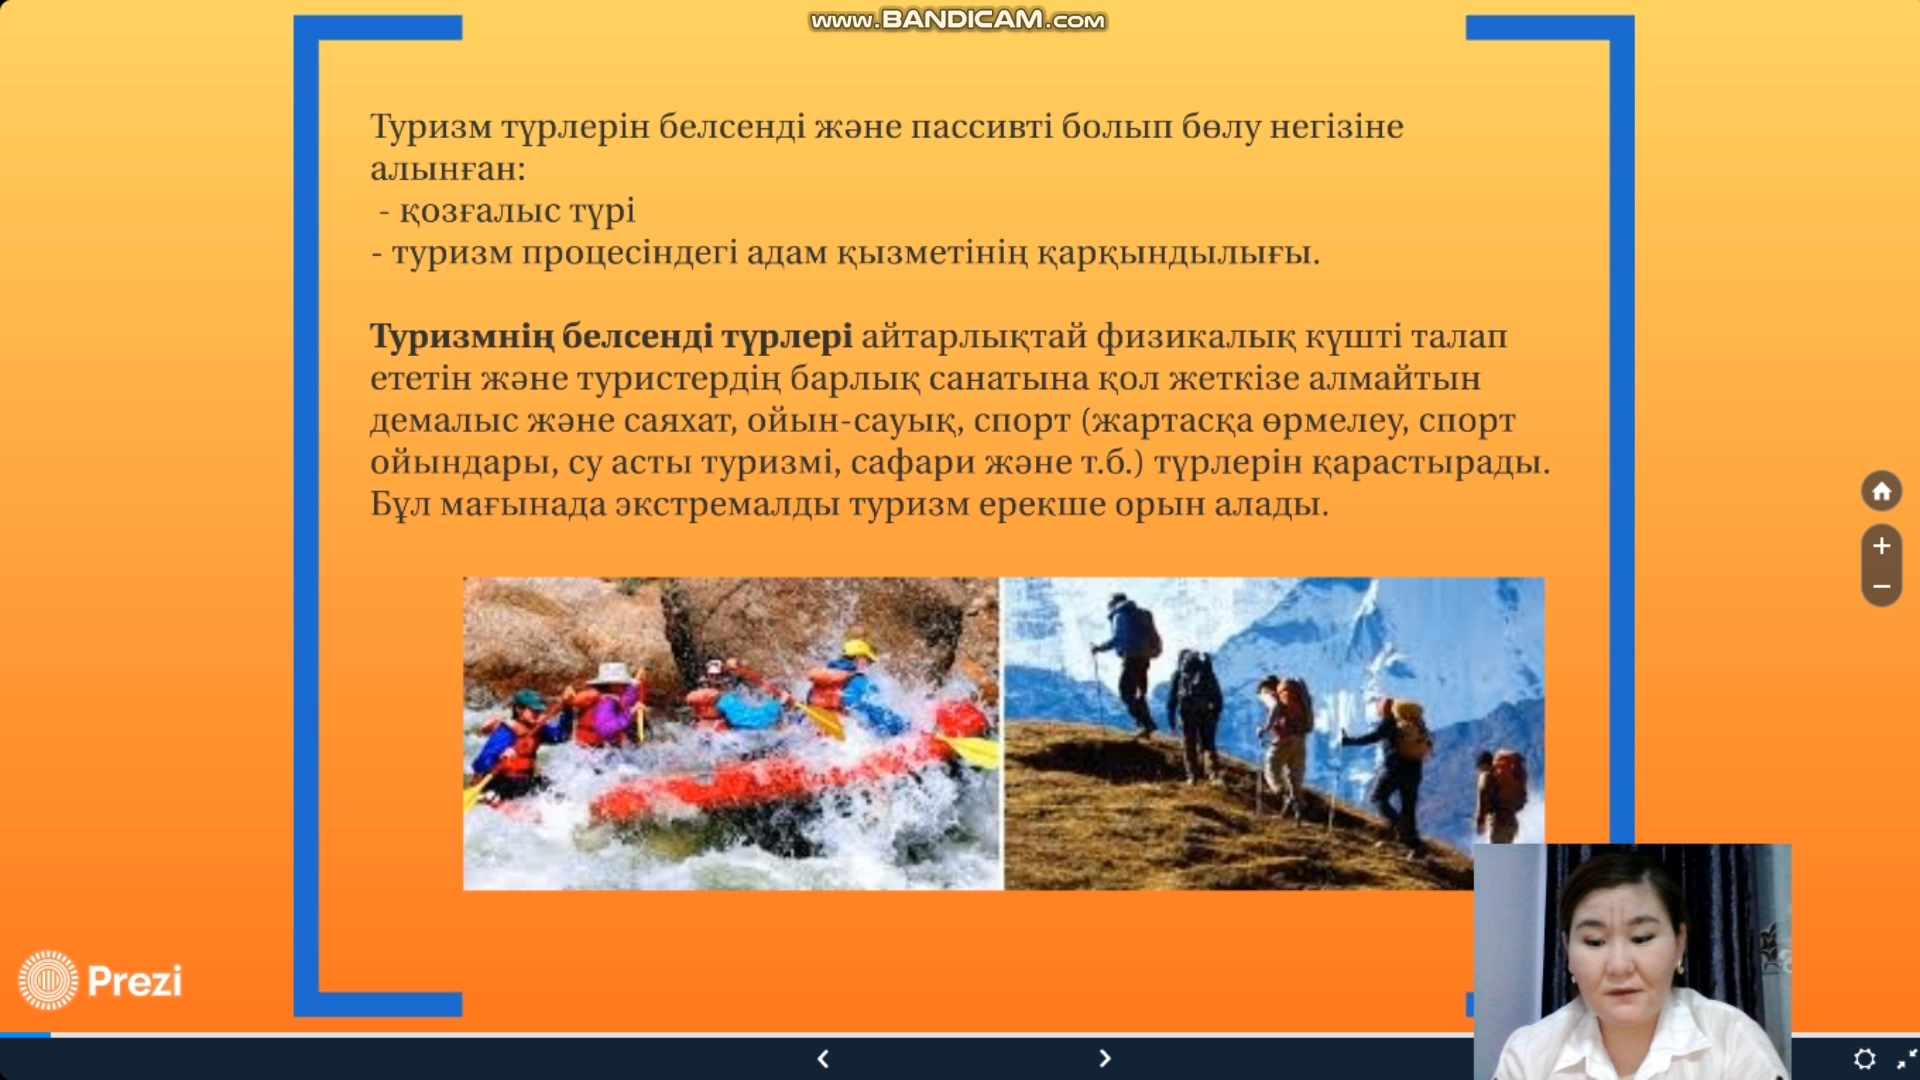 www.BANDICAM.com
Туризм түрлерін белсенді және пассивті болып бөлу негізіне
алынған:
- қозғалыс түрі
- туризм процесіндегі адам қызметінің қарқындылығы.
Туризмнің белсенді түрлері айтарлықтай физикалық күшті талап
ететін және туристердің барлық санатына қол жеткізе алмайтын
демалыс және саяхат, ойын-сауық, спорт (жартасқа өрмелеу, спорт
ойындары, су асты туризмі, сафари және т.б.) түрлерін қарастырады.
Бұл мағынада экстремалды туризм ерекше орын алады.
Prezi